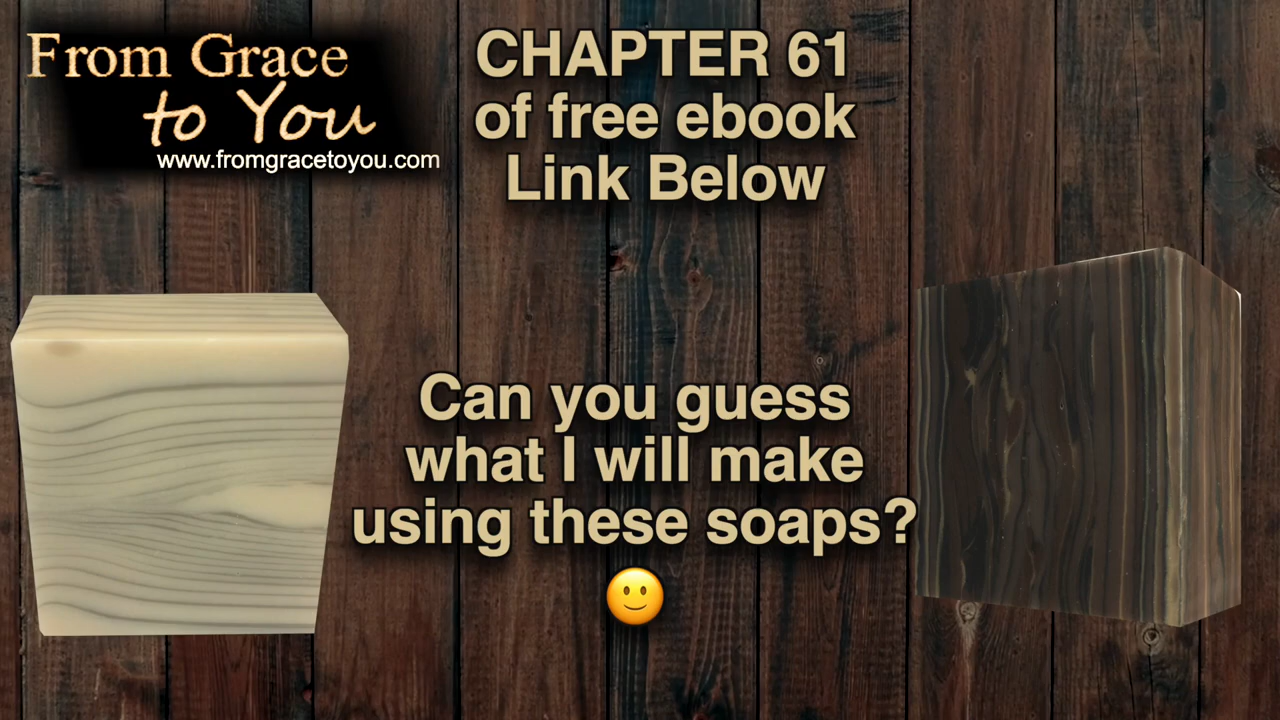 From Grace
to You
www.fromgracetoyou.com
CHAPTER 61
of free ebook
Link Below
Can you guess
what I will make
using these soaps?
🙂